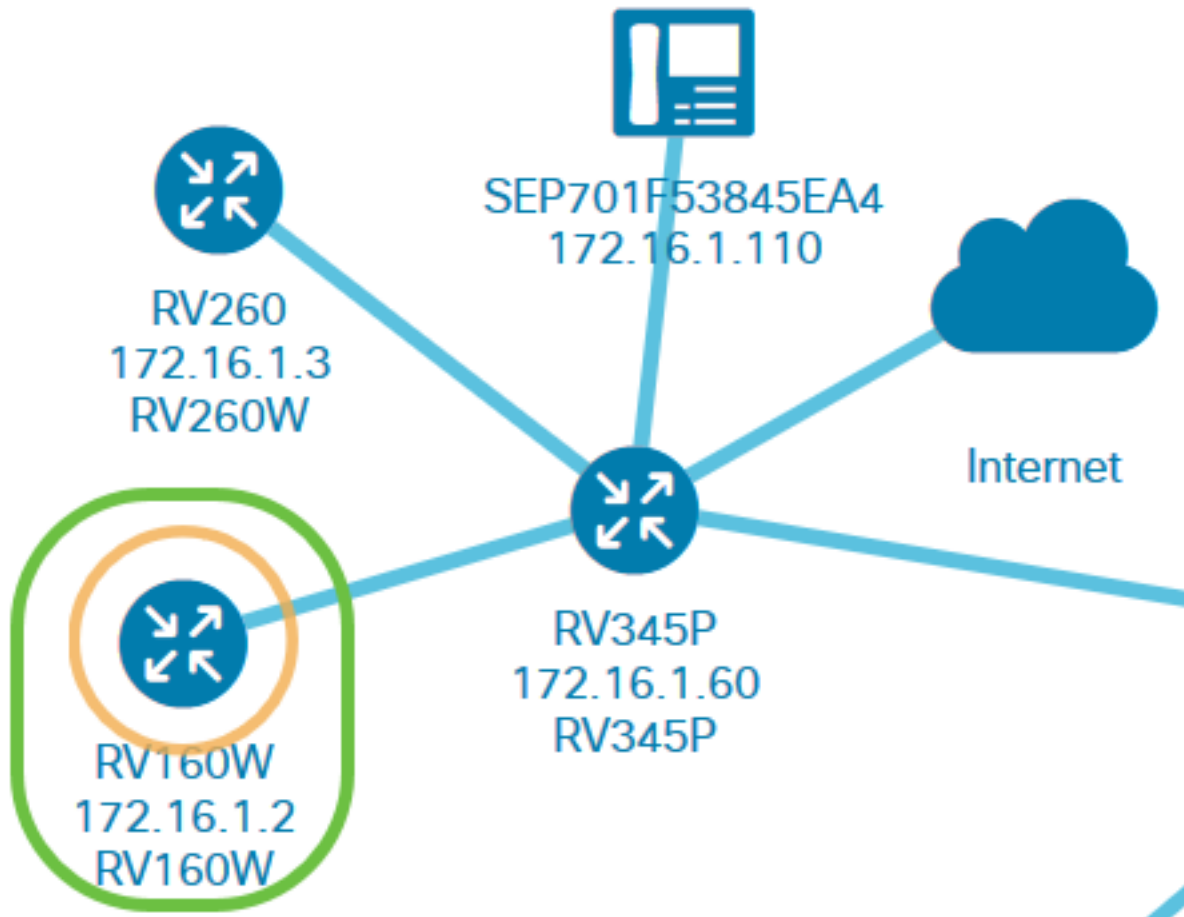 SEP701F53845EA4
172.16.1.110
RV260
172.16.1.3
RV260W
Internet
RV345P
172.16.1.60
RV345P
RV160W
172.16.1.2
RV160W